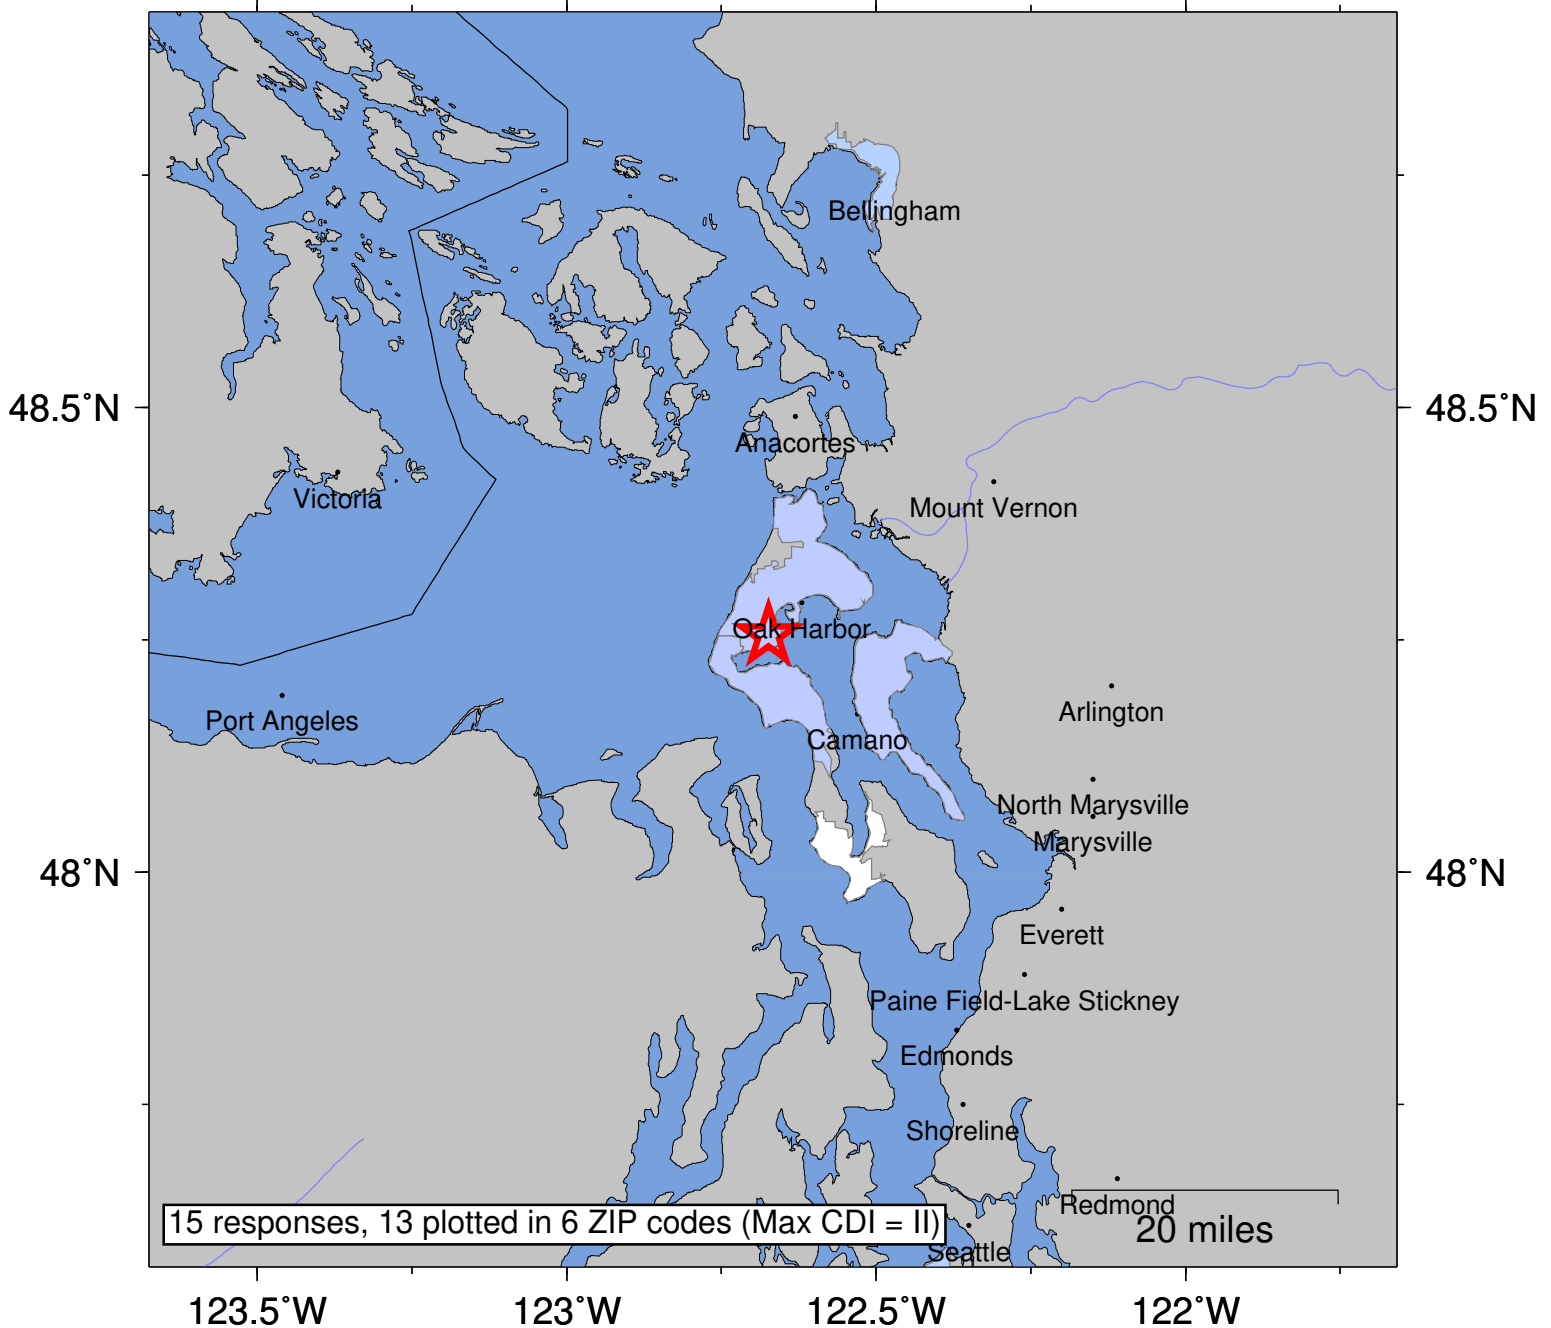 Bellingham
48.5°N
48.5°N
Anacortes
Victoria
Mount Vernon
Oak Harbor
Port Angeles
Arlington
Camano
North Marysville
Marysville
48°N
48°N
Everett
Paine Field-Lake Stickney
Edmonds
Shoreline
Redmond
15 responses, 13 plotted in 6 ZIP codes (Max CDI = II)
20 miles
Seattle
123.5°W
123°W
122.5°W
122°W